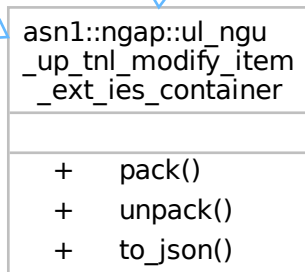 asn1::ngap::ul_ngu
_up_tnl_modify_item
_ext_ies_container
+ pack()
+ unpack()
+ to_json()